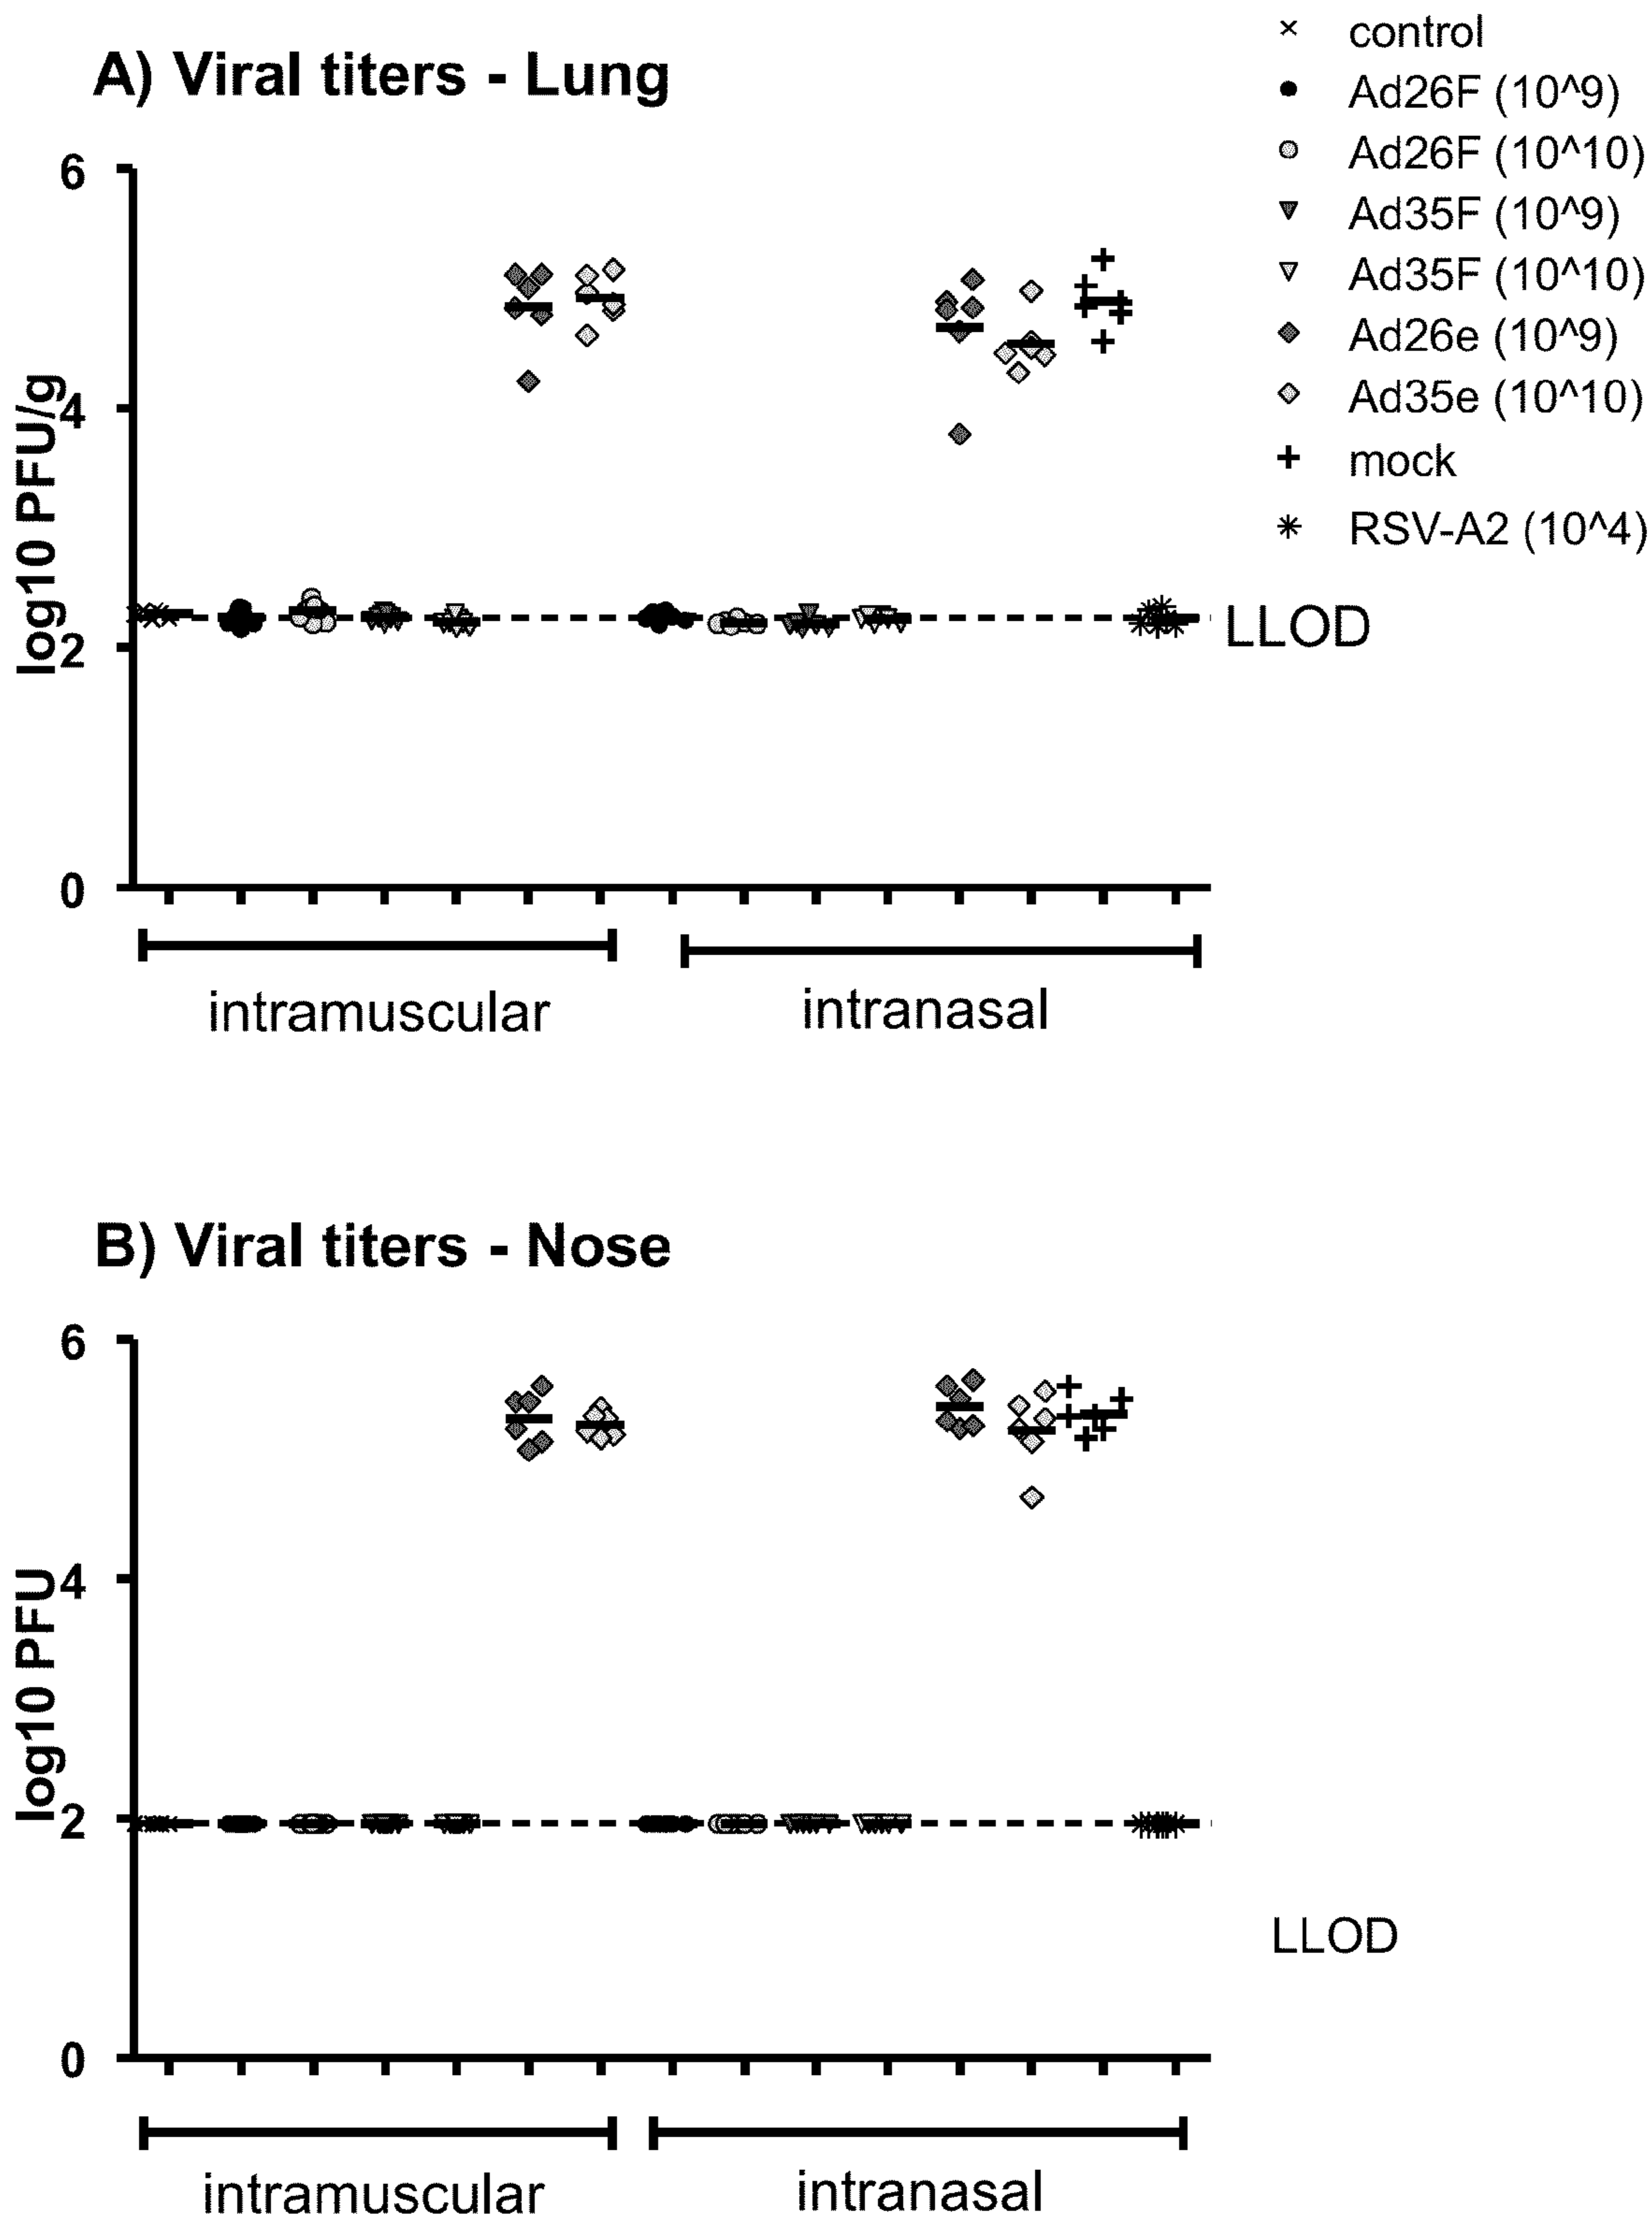 A) Viral titers - Lung
control
Ad26F (10^9)
Ad26F (10^10)
Ad35F (10^9)
Ad35F (10^10)
Ad26e (10^9)
Ad35e (10^10)
mock
RSV-A2 (10^4)
log10 PFU/g
6
4
2
0
LLOD
intramuscular
intranasal
B) Viral titers - Nose
log10 PFU
6
4
2
0
LLOD
intramuscular
intranasal